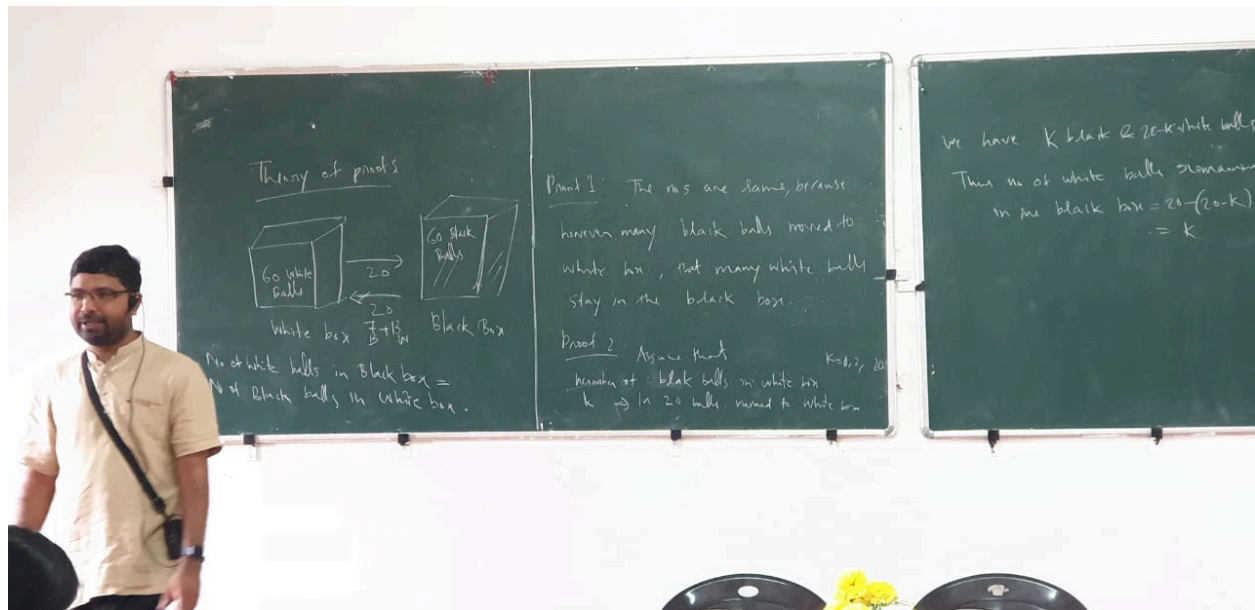 Theory of proofs
60 White
Balls
20
20
7 + 13
B W
White box
60 Black
Balls
Black Box
No of white balls in Black box =
No of Black balls in White box.
Proof 1: The nos are same, because
however many black balls moved to
white box, that many white balls
stay in the black box.
Proof 2 Assume that
number of black balls in white box
k ⇒ In 20 balls moved to white box
we have K black & 20-K white balls
Thus no of white balls remaining
in the black box = 20-(20-K)
= K